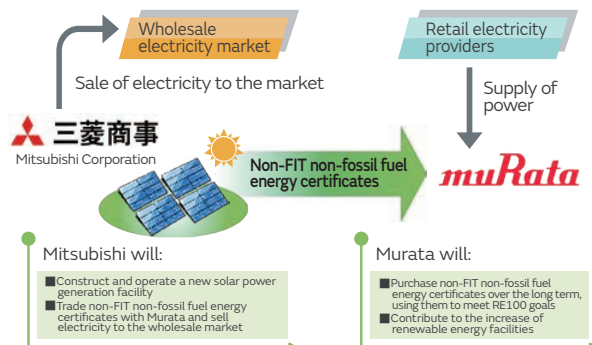 Wholesale
electricity market
Retail electricity
providers
Sale of electricity to the market
Supply of
power
三菱商事
Mitsubishi Corporation
Non-FIT non-fossil fuel
energy certificates
muRata
Mitsubishi will:
■Construct and operate a new solar power
generation facility
■Trade non-FIT non-fossil fuel energy
certificates with Murata and sell
electricity to the wholesale market
Murata will:
■Purchase non-FIT non-fossil fuel
energy certificates over the long term,
using them to meet RE100 goals
■Contribute to the increase of
renewable energy facilities